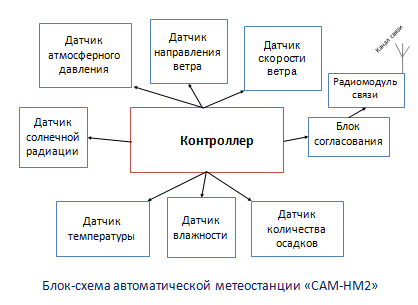 Датчик
атмосферного
давления
Датчик
направления
ветра
Датчик
скорости
ветра
Канал связи
Радиомодуль
связи
Датчик
солнечной
радиации
Контроллер
Блок
согласования
Датчик
температуры
Датчик
влажности
Датчик
количества
осадков
Блок-схема автоматической метеостанции «САМ-НМ2»